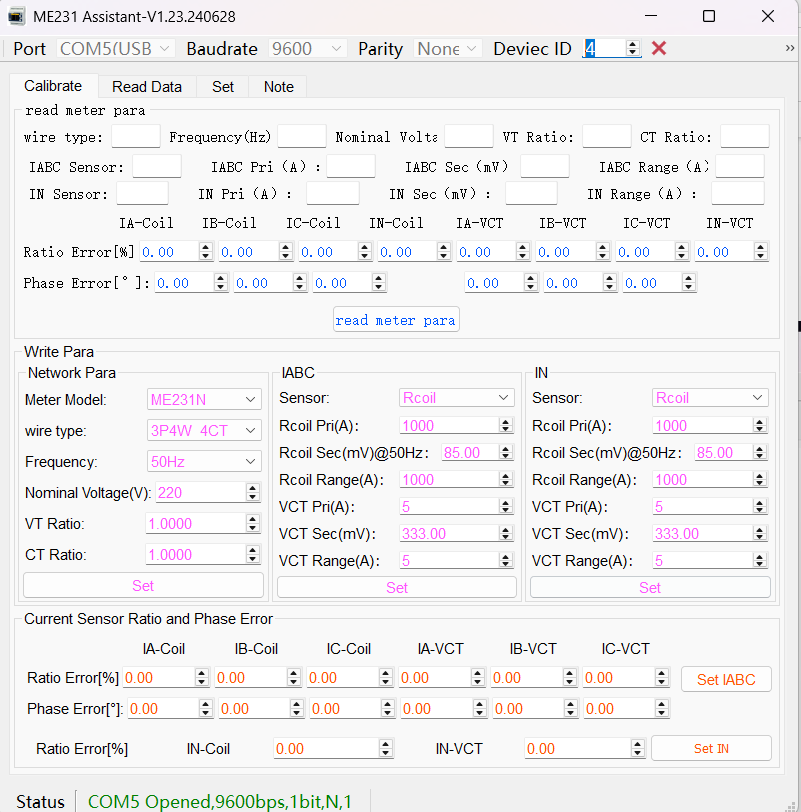 ME231 Assistant-V1.23.240628
Port COM5(USB Baudrate 9600 Parity None Deviec ID 4
Calibrate Read Data Set Note
read meter para
wire type: Frequency(Hz) Nominal Volta VT Ratio: CT Ratio:
IABC Sensor: IABC Pri (A) : IABC Sec (mV) IABC Range (A)
IN Sensor: IN Pri (A) : IN Sec (mV) : IN Range (A) :
IA-Coil IB-Coil IC-Coil IN-Coil IA-VCT IB-VCT IC-VCT IN-VCT
Ratio Error[%] 0.00 0.00 0.00 0.00 0.00 0.00 0.00 0.00
Phase Error[°]: 0.00 0.00 0.00 0.00 0.00 0.00
read meter para
Write Para
Network Para IABC IN
Meter Model: ME231N Sensor: Rcoil Sensor: Rcoil
wire type: 3P4W 4CT Rcoil Pri(A): 1000 Rcoil Pri(A): 1000
Rcoil Sec(mV)@50Hz: 85.00 Rcoil Sec(mV)@50Hz: 85.00
Frequency: 50Hz Rcoil Range(A): 1000 Rcoil Range(A): 1000
Nominal Voltage(V): 220 VCT Pri(A): 5 VCT Pri(A): 5
VT Ratio: 1.0000 VCT Sec(mV): 333.00 VCT Sec(mV): 333.00
CT Ratio: 1.0000 VCT Range(A): 5 VCT Range(A): 5
Set Set Set
Current Sensor Ratio and Phase Error
IA-Coil IB-Coil IC-Coil IA-VCT IB-VCT IC-VCT
Ratio Error[%] 0.00 0.00 0.00 0.00 0.00 0.00 Set IABC
Phase Error[°]: 0.00 0.00 0.00 0.00 0.00 0.00
Ratio Error[%] IN-Coil 0.00 IN-VCT 0.00 Set IN
Status COM5 Opened,9600bps,1bit,N,1